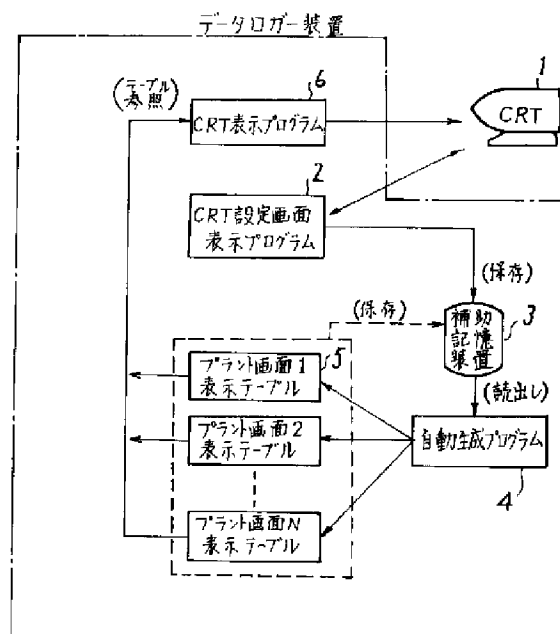 データロガー装置
1
CRT
(テーブル
参照)
6
CRT表示プログラム
2
CRT設定画面
表示プログラム
(保存)
(保存)
補助
記憶
装置
3
(読出し)
5
プラント画面1
表示テーブル
プラント画面2
表示テーブル
自動生成プログラム
4
プラント画面N
表示テーブル